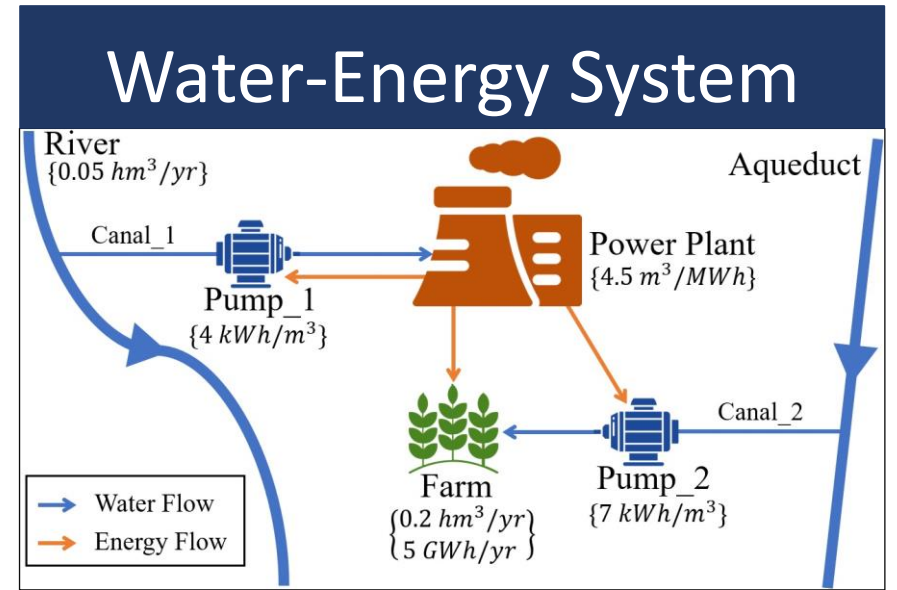 Water-Energy System
River
{0.05 hm³/yr}
Aqueduct
Canal_1
Power Plant
{4.5 m³/MWh}
Pump_1
{4 kWh/m³}
Canal_2
Pump_2
{7 kWh/m³}
Farm
{0.2 hm³/yr
5 GWh/yr}
Water Flow
Energy Flow